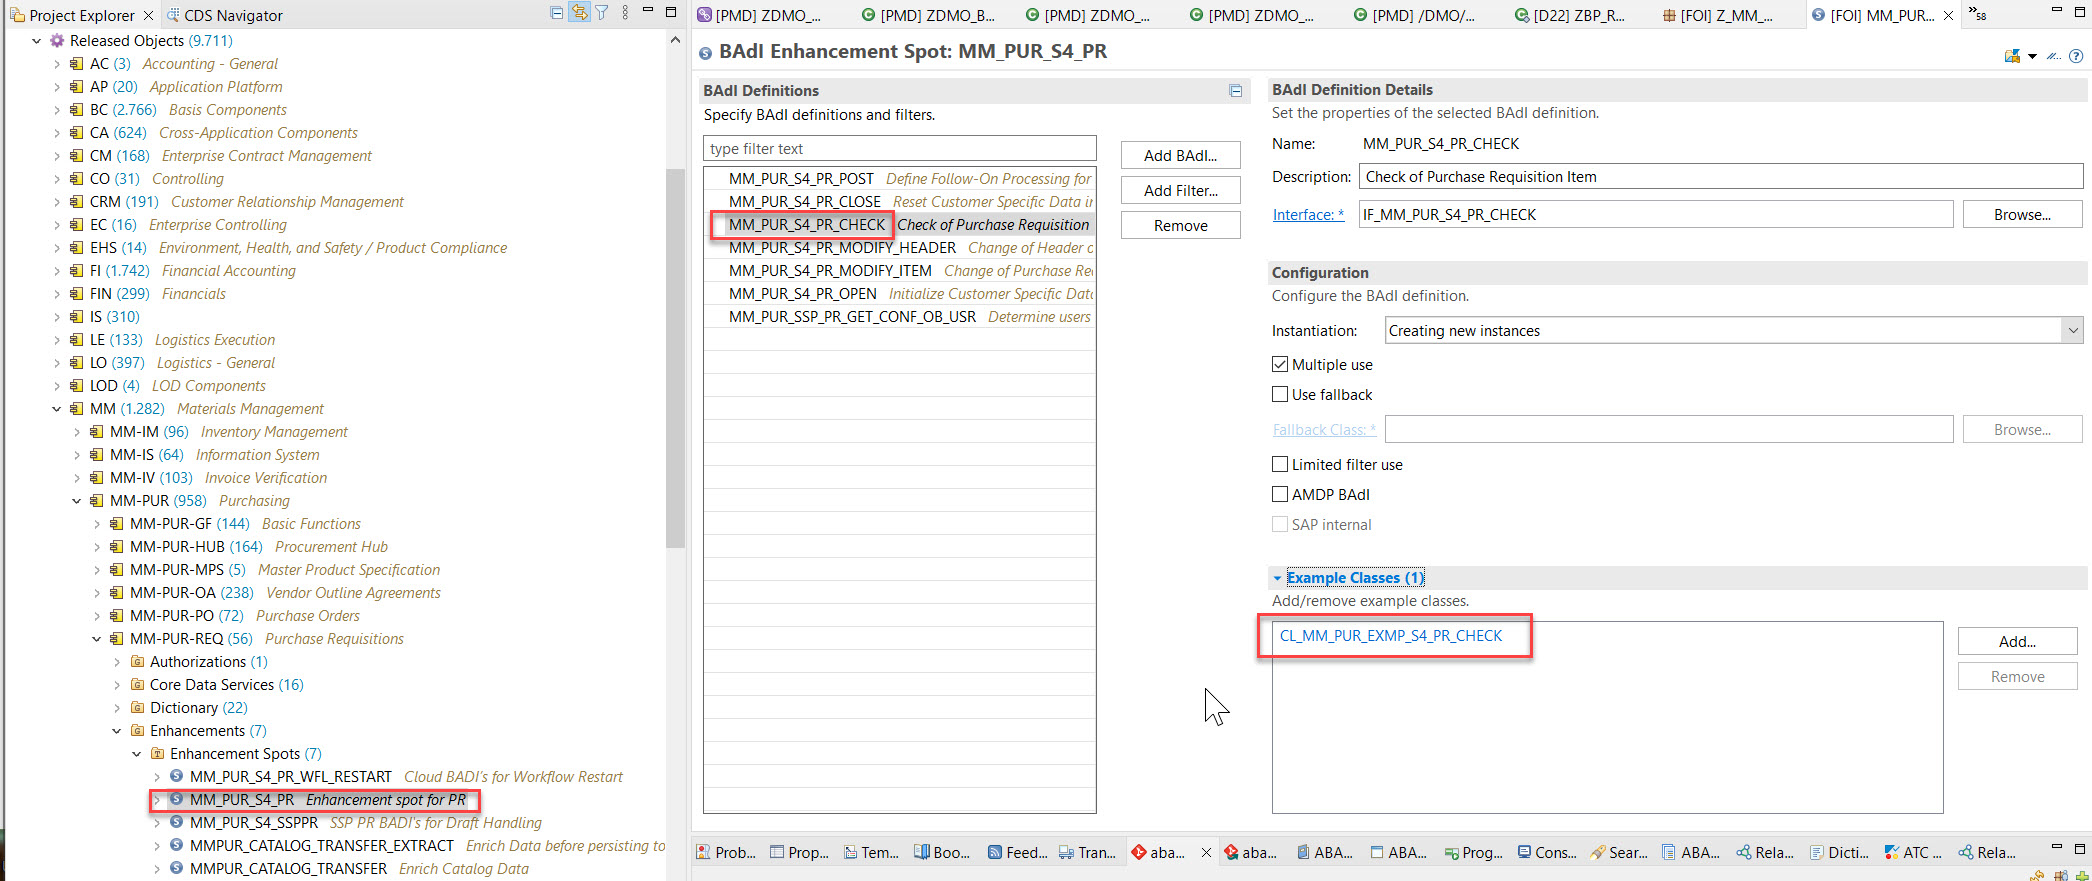 Project Explorer
CDS Navigator
Released Objects (9.711)
AC (3) Accounting - General
AP (20) Application Platform
BC (2.766) Basis Components
CA (624) Cross-Application Components
CM (168) Enterprise Contract Management
CO (31) Controlling
CRM (191) Customer Relationship Management
EC (16) Enterprise Controlling
EHS (14) Environment, Health, and Safety / Product Compliance
FI (1.742) Financial Accounting
FIN (299) Financials
IS (310)
LE (133) Logistics Execution
LO (397) Logistics - General
LOD (4) LOD Components
MM (1.282) Materials Management
MM-IM (96) Inventory Management
MM-IS (64) Information System
MM-IV (103) Invoice Verification
MM-PUR (958) Purchasing
MM-PUR-GF (144) Basic Functions
MM-PUR-HUB (164) Procurement Hub
MM-PUR-MPS (5) Master Product Specification
MM-PUR-OA (238) Vendor Outline Agreements
MM-PUR-PO (72) Purchase Orders
MM-PUR-REQ (56) Purchase Requisitions
Authorizations (1)
Core Data Services (16)
Dictionary (22)
Enhancements (7)
Enhancement Spots (7)
MM_PUR_S4_PR_WFL_RESTART Cloud BADI's for Workflow Restart
MM_PUR_S4_PR Enhancement spot for PR
MM_PUR_S4_SSPPR SSP PR BADI's for Draft Handling
MMPUR_CATALOG_TRANSFER_EXTRACT Enrich Data before persisting to
MMPUR_CATALOG_TRANSFER Enrich Catalog Data
[PMD] ZDMO_... [PMD] ZDMO_B... [PMD] ZDMO_... [PMD] ZDMO_... [PMD] /DMO/... [D22] ZBP_R... [FOI] Z_MM_... [FOI] MM_PUR... 58
BAdI Enhancement Spot: MM_PUR_S4_PR
BAdI Definitions
Specify BAdI definitions and filters.
type filter text
MM_PUR_S4_PR_POST Define Follow-On Processing for
MM_PUR_S4_PR_CLOSE Reset Customer Specific Data in
MM_PUR_S4_PR_CHECK Check of Purchase Requisition
MM_PUR_S4_PR_MODIFY_HEADER Change of Header o
MM_PUR_S4_PR_MODIFY_ITEM Change of Purchase Re
MM_PUR_S4_PR_OPEN Initialize Customer Specific Data
MM_PUR_SSP_PR_GET_CONF_OB_USR Determine users
Add BAdI...
Add Filter...
Remove
BAdI Definition Details
Set the properties of the selected BAdI definition.
Name: MM_PUR_S4_PR_CHECK
Description: Check of Purchase Requisition Item
Interface: * IF_MM_PUR_S4_PR_CHECK Browse...
Configuration
Configure the BAdI definition.
Instantiation: Creating new instances
Multiple use
Use fallback
Fallback Class: * Browse...
Limited filter use
AMDP BAdI
SAP internal
Example Classes (1)
Add/remove example classes.
CL_MM_PUR_EXMP_S4_PR_CHECK
Add...
Remove
Prob... Prop... Tem... Boo... Feed... Tran... aba... aba... ABA... ABA... Prog... Cons... Sear... ABA... Rela... Dicti... ATC ... Rela...